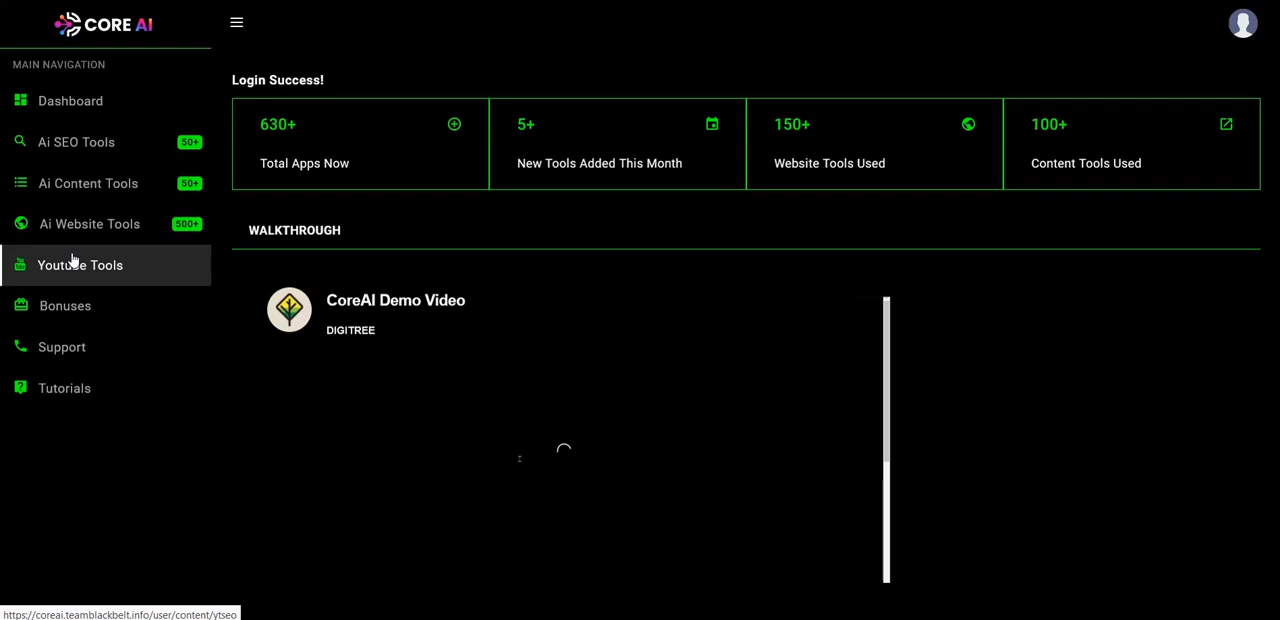 CORE AI
MAIN NAVIGATION
Dashboard
Ai SEO Tools 50+
Ai Content Tools 50+
Ai Website Tools 500+
Youtube Tools
Bonuses
Support
Tutorials
Login Success!
630+
Total Apps Now
5+
New Tools Added This Month
150+
Website Tools Used
100+
Content Tools Used
WALKTHROUGH
CoreAI Demo Video
DIGITREE
https://coreai.teamblackbelt.info/user/content/ytseo